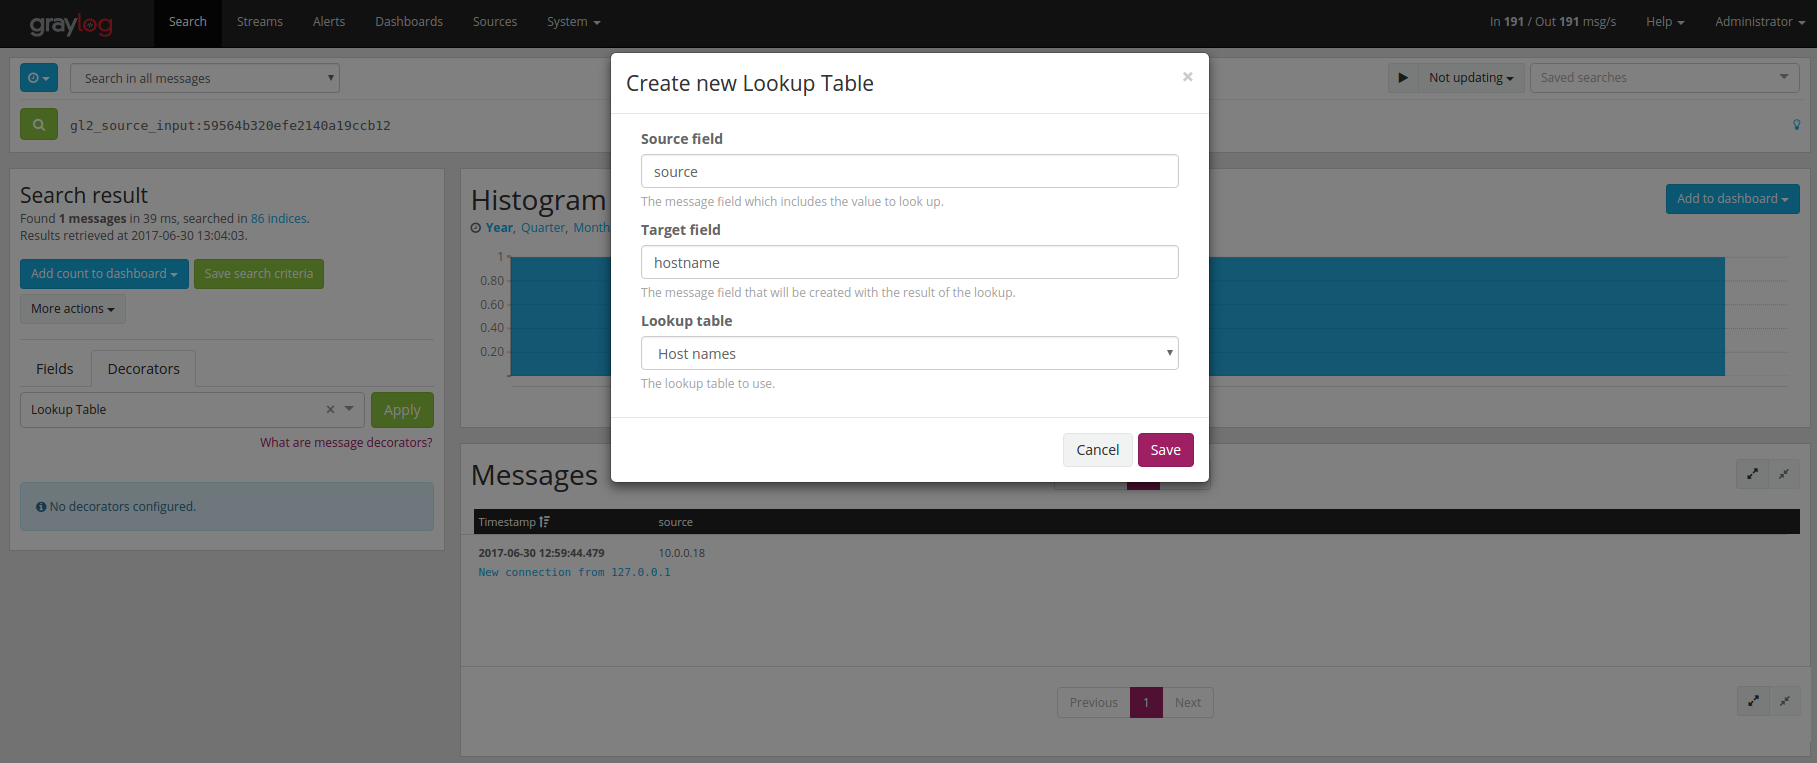 graylog
Search Streams Alerts Dashboards Sources System
In 191 / Out 191 msg/s Help Administrator
Search in all messages
Not updating Saved searches
gl2_source_input:59564b320efe2140a19ccb12
Create new Lookup Table ×
Source field
source
The message field which includes the value to look up.
Target field
hostname
The message field that will be created with the result of the lookup.
Lookup table
Host names
The lookup table to use.
Cancel Save
Search result
Found 1 messages in 39 ms, searched in 86 indices.
Results retrieved at 2017-06-30 13:04:03.
Add count to dashboard Save search criteria
More actions
Fields Decorators
Lookup Table × Apply
What are message decorators?
No decorators configured.
Histogram
Add to dashboard
Year, Quarter, Month
1
0.80
0.60
0.40
0.20
Messages
Timestamp source
2017-06-30 12:59:44.479 10.0.0.18
New connection from 127.0.0.1
Previous 1 Next